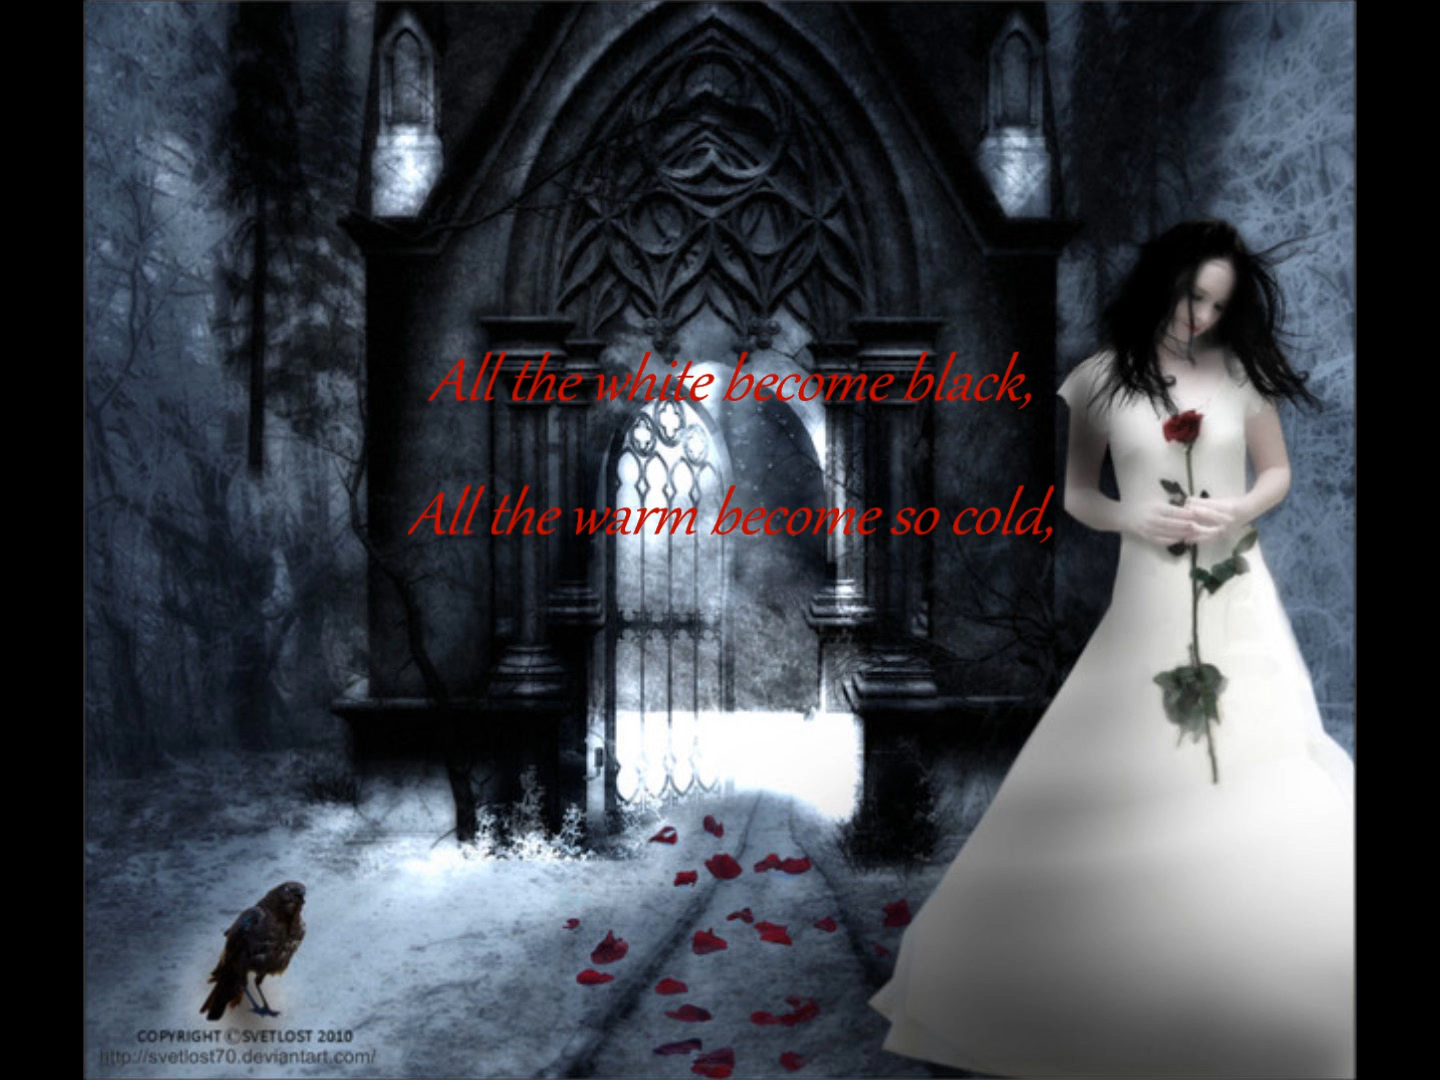 All the white become black,
All the warm become so cold,
COPYRIGHT ©SVETLOST 2010
http://svetlost70.deviantart.com/